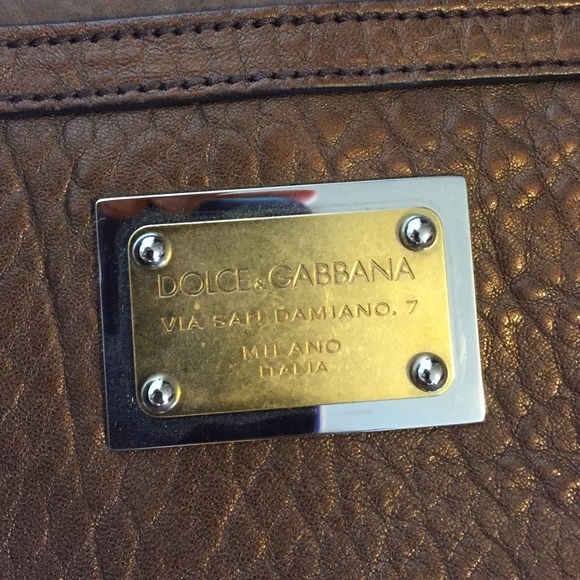 DOLCE&GABBANA
VIA SAN DAMIANO, 7
MILANO
ITALIA